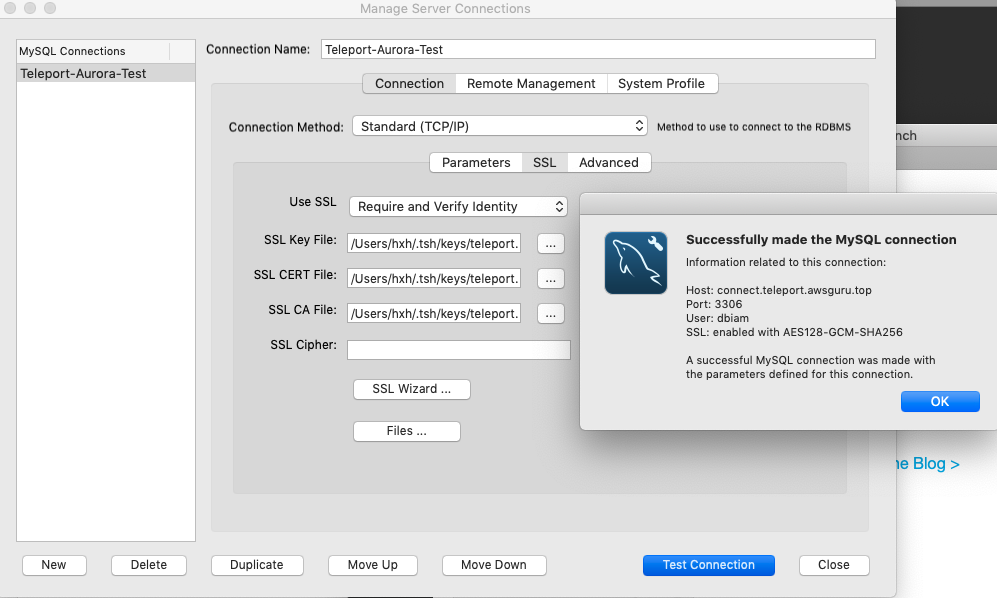 Manage Server Connections
MySQL Connections
Teleport-Aurora-Test
Connection Name: Teleport-Aurora-Test
Connection Remote Management System Profile
Connection Method: Standard (TCP/IP) Method to use to connect to the RDBMS
Parameters SSL Advanced
Use SSL Require and Verify Identity
SSL Key File: /Users/hxh/.tsh/keys/teleport. ...
SSL CERT File: /Users/hxh/.tsh/keys/teleport. ...
SSL CA File: /Users/hxh/.tsh/keys/teleport. ...
SSL Cipher:
SSL Wizard ...
Files ...
New Delete Duplicate Move Up Move Down Test Connection Close
Successfully made the MySQL connection
Information related to this connection:
Host: connect.teleport.awsguru.top
Port: 3306
User: dbiam
SSL: enabled with AES128-GCM-SHA256
A successful MySQL connection was made with
the parameters defined for this connection.
OK
Blog >